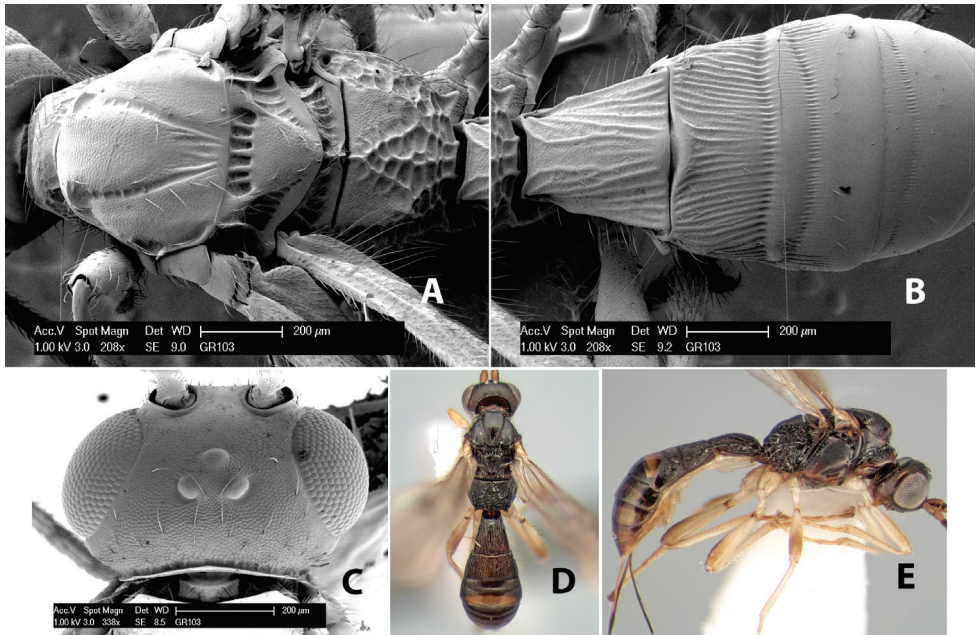 A
Acc.V Spot Magn Det WD 200 µm
1.00 kV 3.0 208x SE 9.0 GR103
B
Acc.V Spot Magn Det WD 200 µm
1.00 kV 3.0 208x SE 9.2 GR103
C
Acc.V Spot Magn Det WD 200 µm
1.00 kV 3.0 338x SE 8.5 GR103
D
E